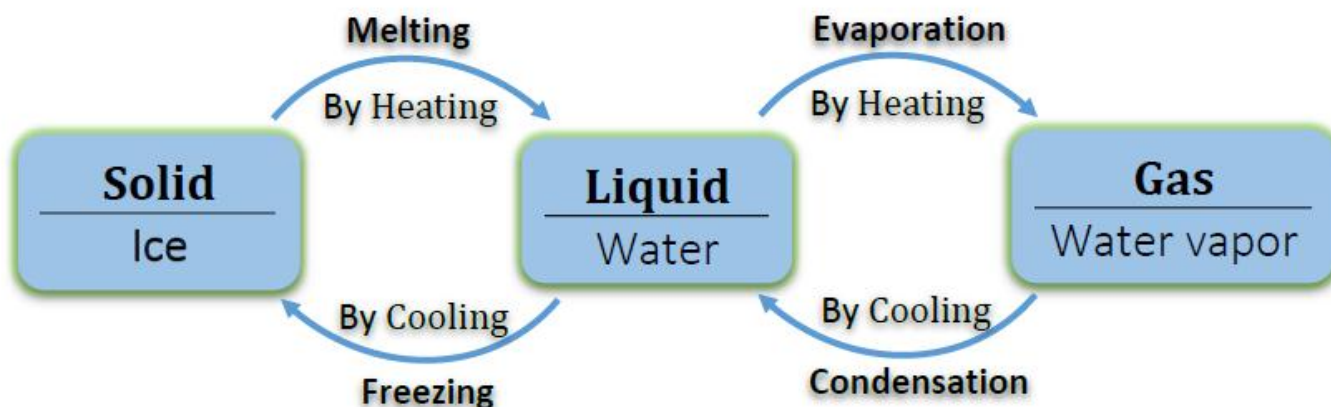 Melting
By Heating
Evaporation
By Heating
Solid
Ice
Liquid
Water
Gas
Water vapor
By Cooling
Freezing
By Cooling
Condensation